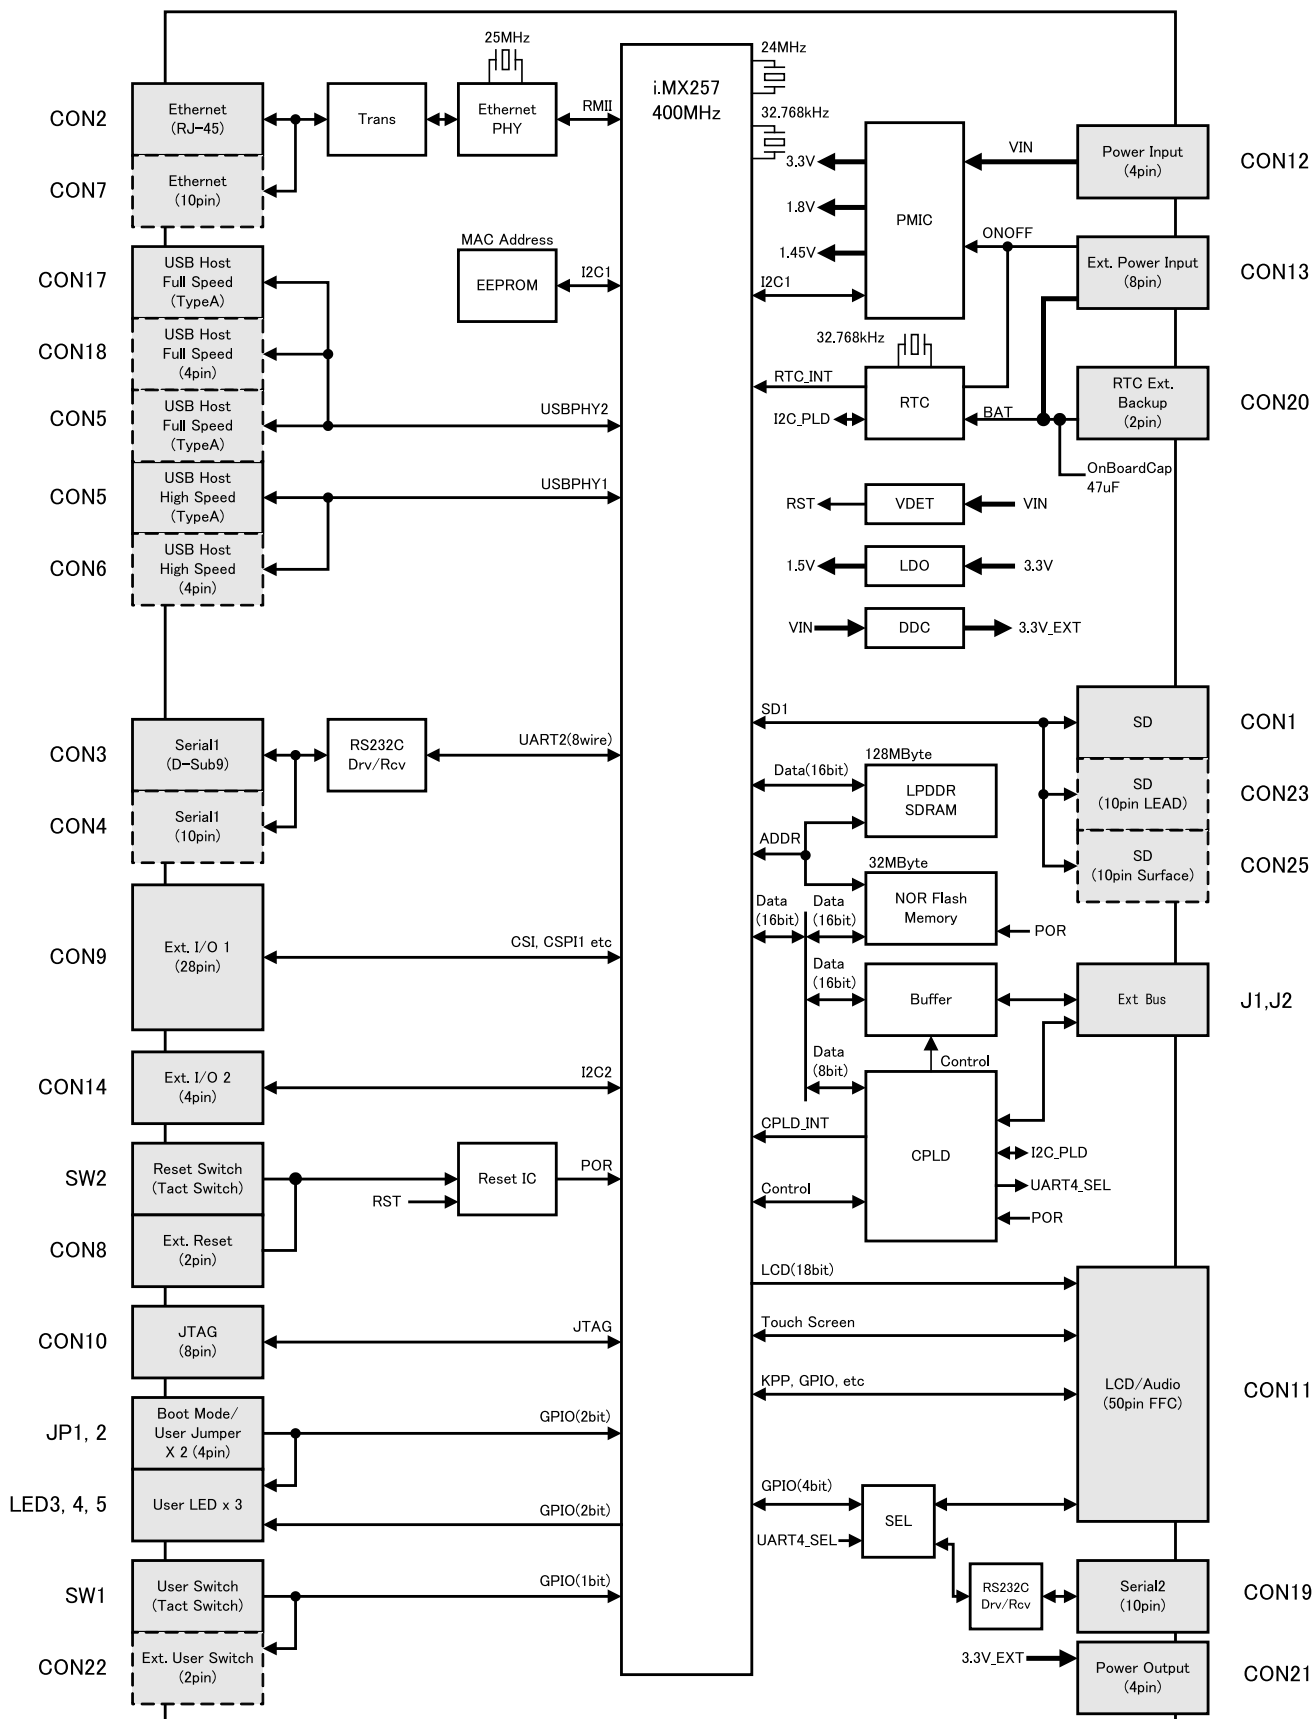 25MHz
24MHz
i.MX257
400MHz
CON2
Ethernet
(RJ-45)
Trans
Ethernet
PHY
RMII
32.768kHz
CON7
Ethernet
(10pin)
3.3V
1.8V
1.45V
I2C1
PMIC
VIN
Power Input
(4pin)
CON12
ONOFF
Ext. Power Input
(8pin)
CON13
MAC Address
EEPROM
I2C1
CON17
USB Host
Full Speed
(TypeA)
CON18
USB Host
Full Speed
(4pin)
CON5
USB Host
Full Speed
(TypeA)
USBPHY2
CON5
USB Host
High Speed
(TypeA)
USBPHY1
CON6
USB Host
High Speed
(4pin)
32.768kHz
RTC_INT
I2C_PLD
RTC
BAT
RTC Ext.
Backup
(2pin)
CON20
OnBoardCap
47uF
RST
VDET
VIN
1.5V
LDO
3.3V
VIN
DDC
3.3V_EXT
CON3
Serial1
(D-Sub9)
RS232C
Drv/Rcv
UART2(8wire)
CON4
Serial1
(10pin)
SD1
SD
CON1
SD
(10pin LEAD)
CON23
SD
(10pin Surface)
CON25
128MByte
Data(16bit)
LPDDR
SDRAM
ADDR
32MByte
NOR Flash
Memory
POR
Data
(16bit)
Data
(16bit)
Data
(16bit)
Buffer
Ext Bus
J1,J2
Data
(8bit)
Control
CPLD_INT
CPLD
I2C_PLD
UART4_SEL
Control
POR
CON9
Ext. I/O 1
(28pin)
CSI, CSPI1 etc
CON14
Ext. I/O 2
(4pin)
I2C2
SW2
Reset Switch
(Tact Switch)
RST
Reset IC
POR
CON8
Ext. Reset
(2pin)
CON10
JTAG
(8pin)
JTAG
JP1, 2
Boot Mode/
User Jumper
X 2 (4pin)
GPIO(2bit)
LED3, 4, 5
User LED x 3
GPIO(2bit)
SW1
User Switch
(Tact Switch)
GPIO(1bit)
CON22
Ext. User Switch
(2pin)
LCD(18bit)
Touch Screen
KPP, GPIO, etc
LCD/Audio
(50pin FFC)
CON11
GPIO(4bit)
UART4_SEL
SEL
RS232C
Drv/Rcv
Serial2
(10pin)
CON19
3.3V_EXT
Power Output
(4pin)
CON21